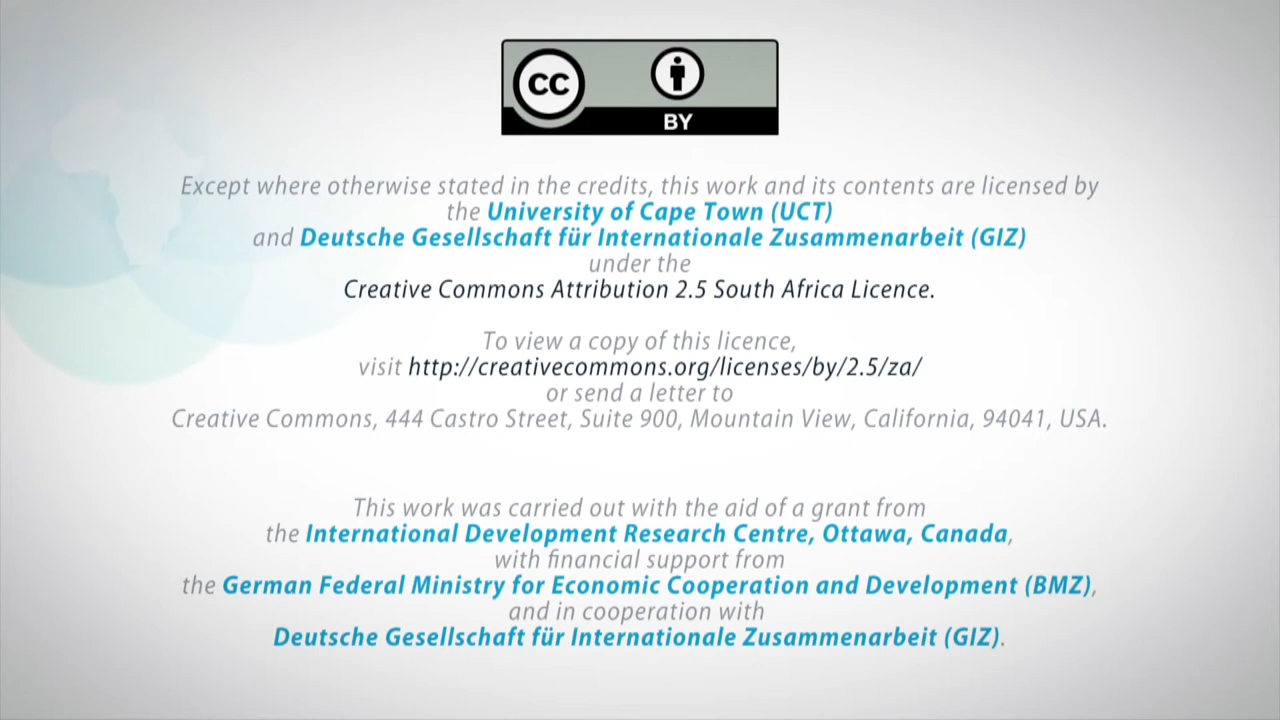 CC
BY
Except where otherwise stated in the credits, this work and its contents are licensed by
the University of Cape Town (UCT)
and Deutsche Gesellschaft für Internationale Zusammenarbeit (GIZ)
under the
Creative Commons Attribution 2.5 South Africa Licence.
To view a copy of this licence,
visit http://creativecommons.org/licenses/by/2.5/za/
or send a letter to
Creative Commons, 444 Castro Street, Suite 900, Mountain View, California, 94041, USA.
This work was carried out with the aid of a grant from
the International Development Research Centre, Ottawa, Canada,
with financial support from
the German Federal Ministry for Economic Cooperation and Development (BMZ),
and in cooperation with
Deutsche Gesellschaft für Internationale Zusammenarbeit (GIZ).